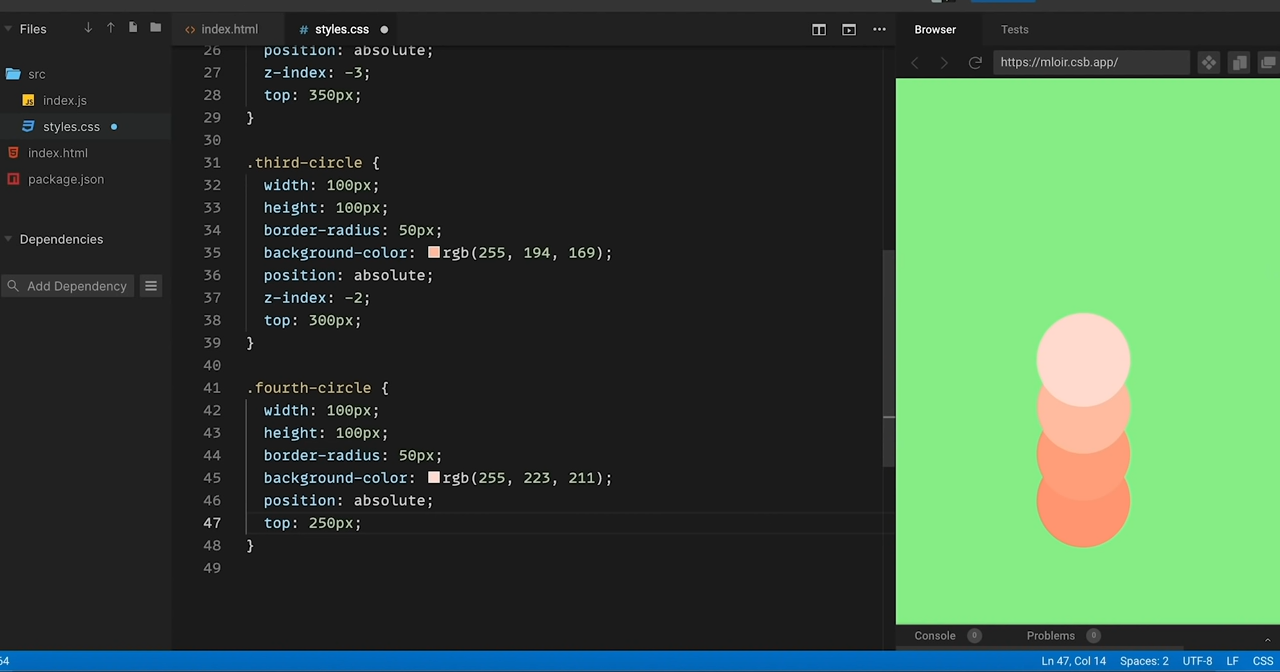 Files
index.html
styles.css
Browser
Tests
https://mloir.csb.app/
src
index.js
styles.css
index.html
package.json
Dependencies
Add Dependency
26 position: absolute;
27 z-index: -3;
28 top: 350px;
29 }
30
31 .third-circle {
32 width: 100px;
33 height: 100px;
34 border-radius: 50px;
35 background-color: rgb(255, 194, 169);
36 position: absolute;
37 z-index: -2;
38 top: 300px;
39 }
40
41 .fourth-circle {
42 width: 100px;
43 height: 100px;
44 border-radius: 50px;
45 background-color: rgb(255, 223, 211);
46 position: absolute;
47 top: 250px;
48 }
49
Console 0
Problems 0
64
Ln 47, Col 14 Spaces: 2 UTF-8 LF CSS